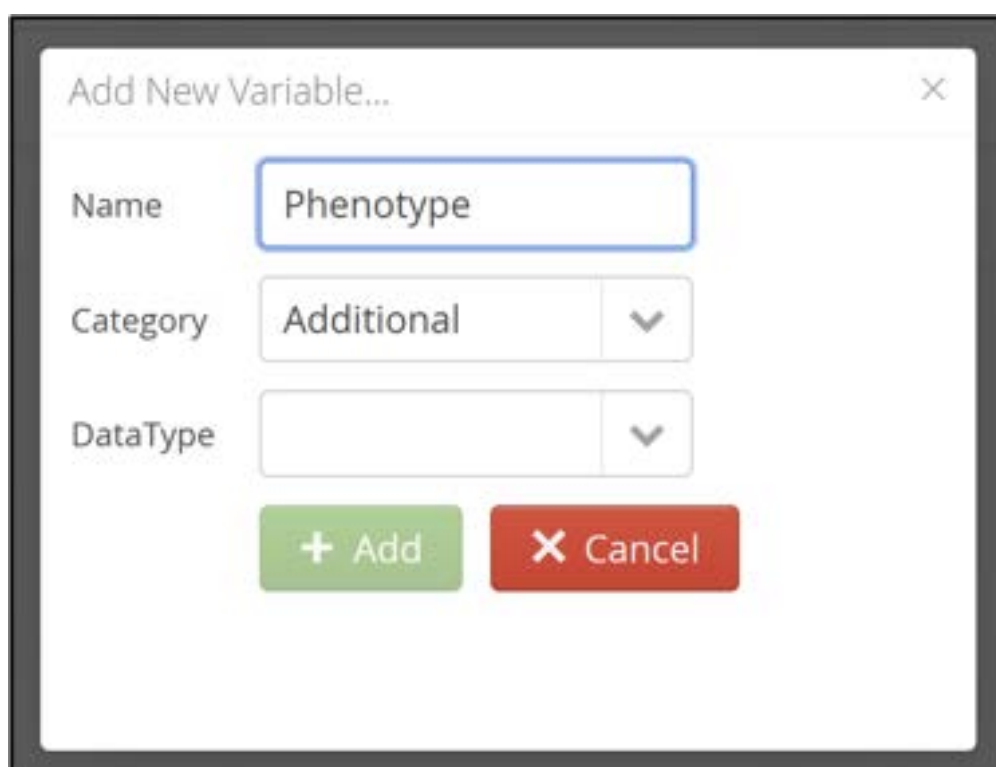 Add New Variable...
Name Phenotype
Category Additional
DataType
Add Cancel